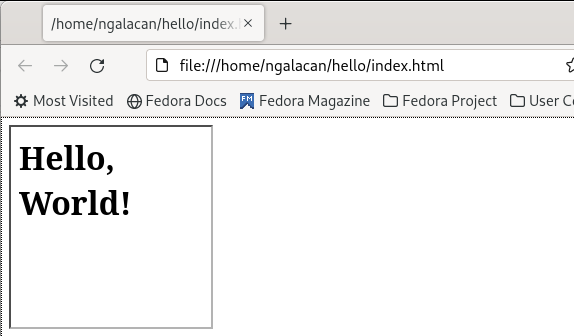 /home/ngalacan/hello/index.h
file:///home/ngalacan/hello/index.html
Most Visited Fedora Docs FM Fedora Magazine Fedora Project User Co
Hello,
World!